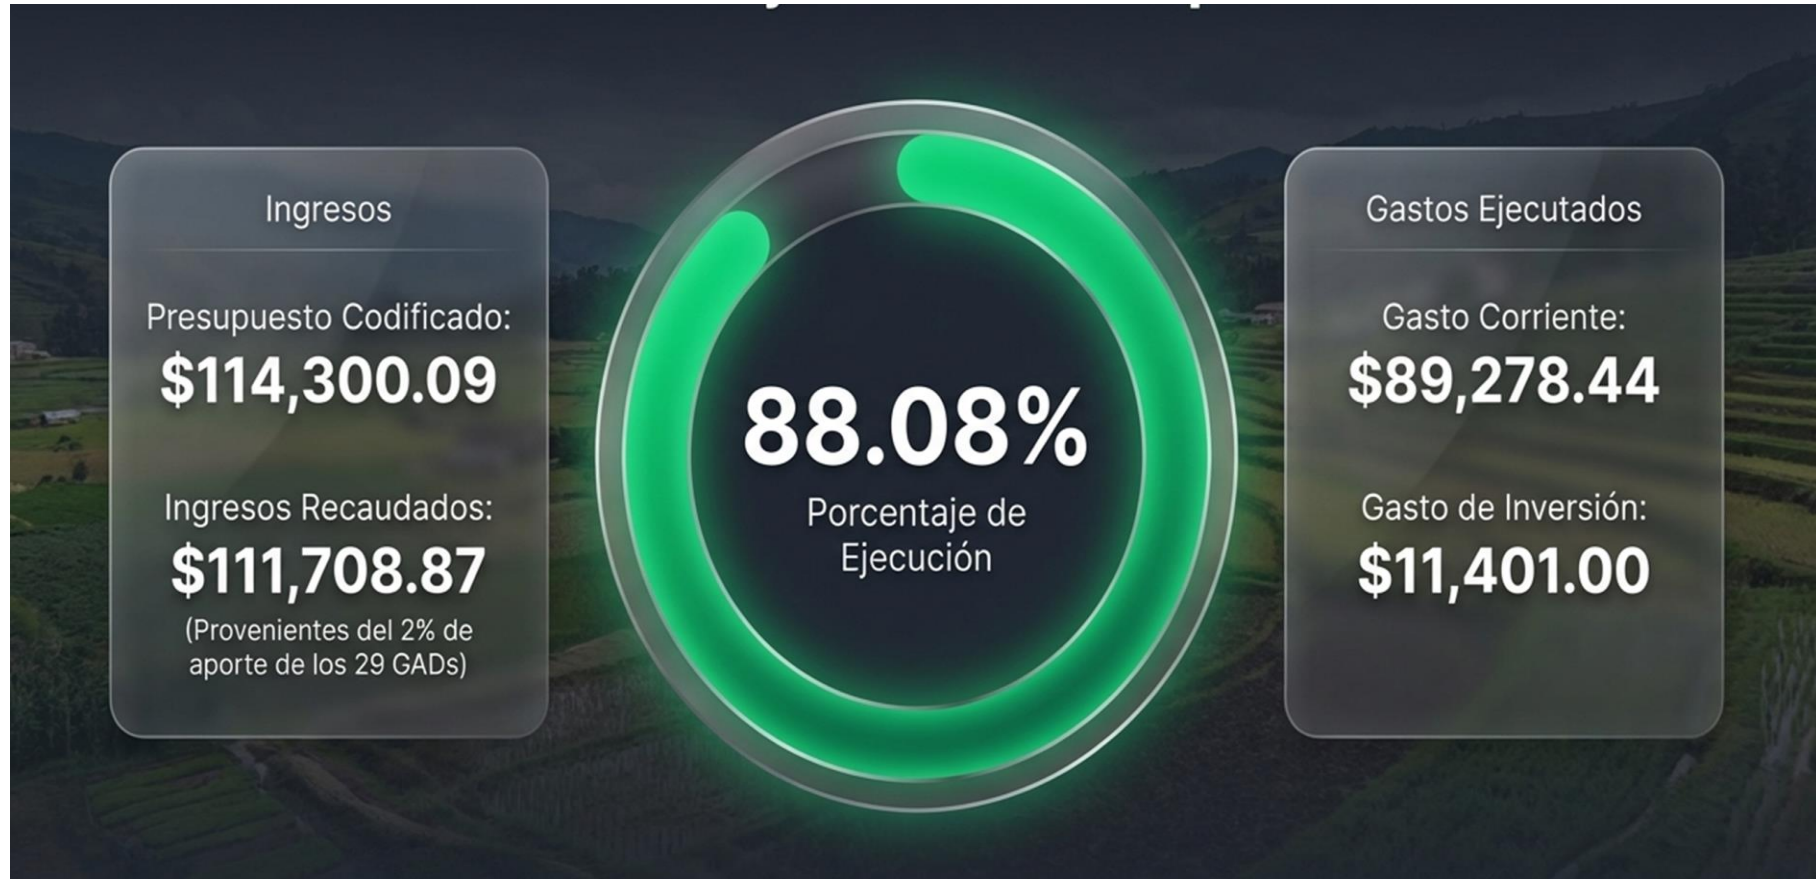 Ingresos
Presupuesto Codificado:
$114,300.09
Ingresos Recaudados:
$111,708.87
(Provenientes del 2% de
aporte de los 29 GADs)
88.08%
Porcentaje de
Ejecución
Gastos Ejecutados
Gasto Corriente:
$89,278.44
Gasto de Inversión:
$11,401.00